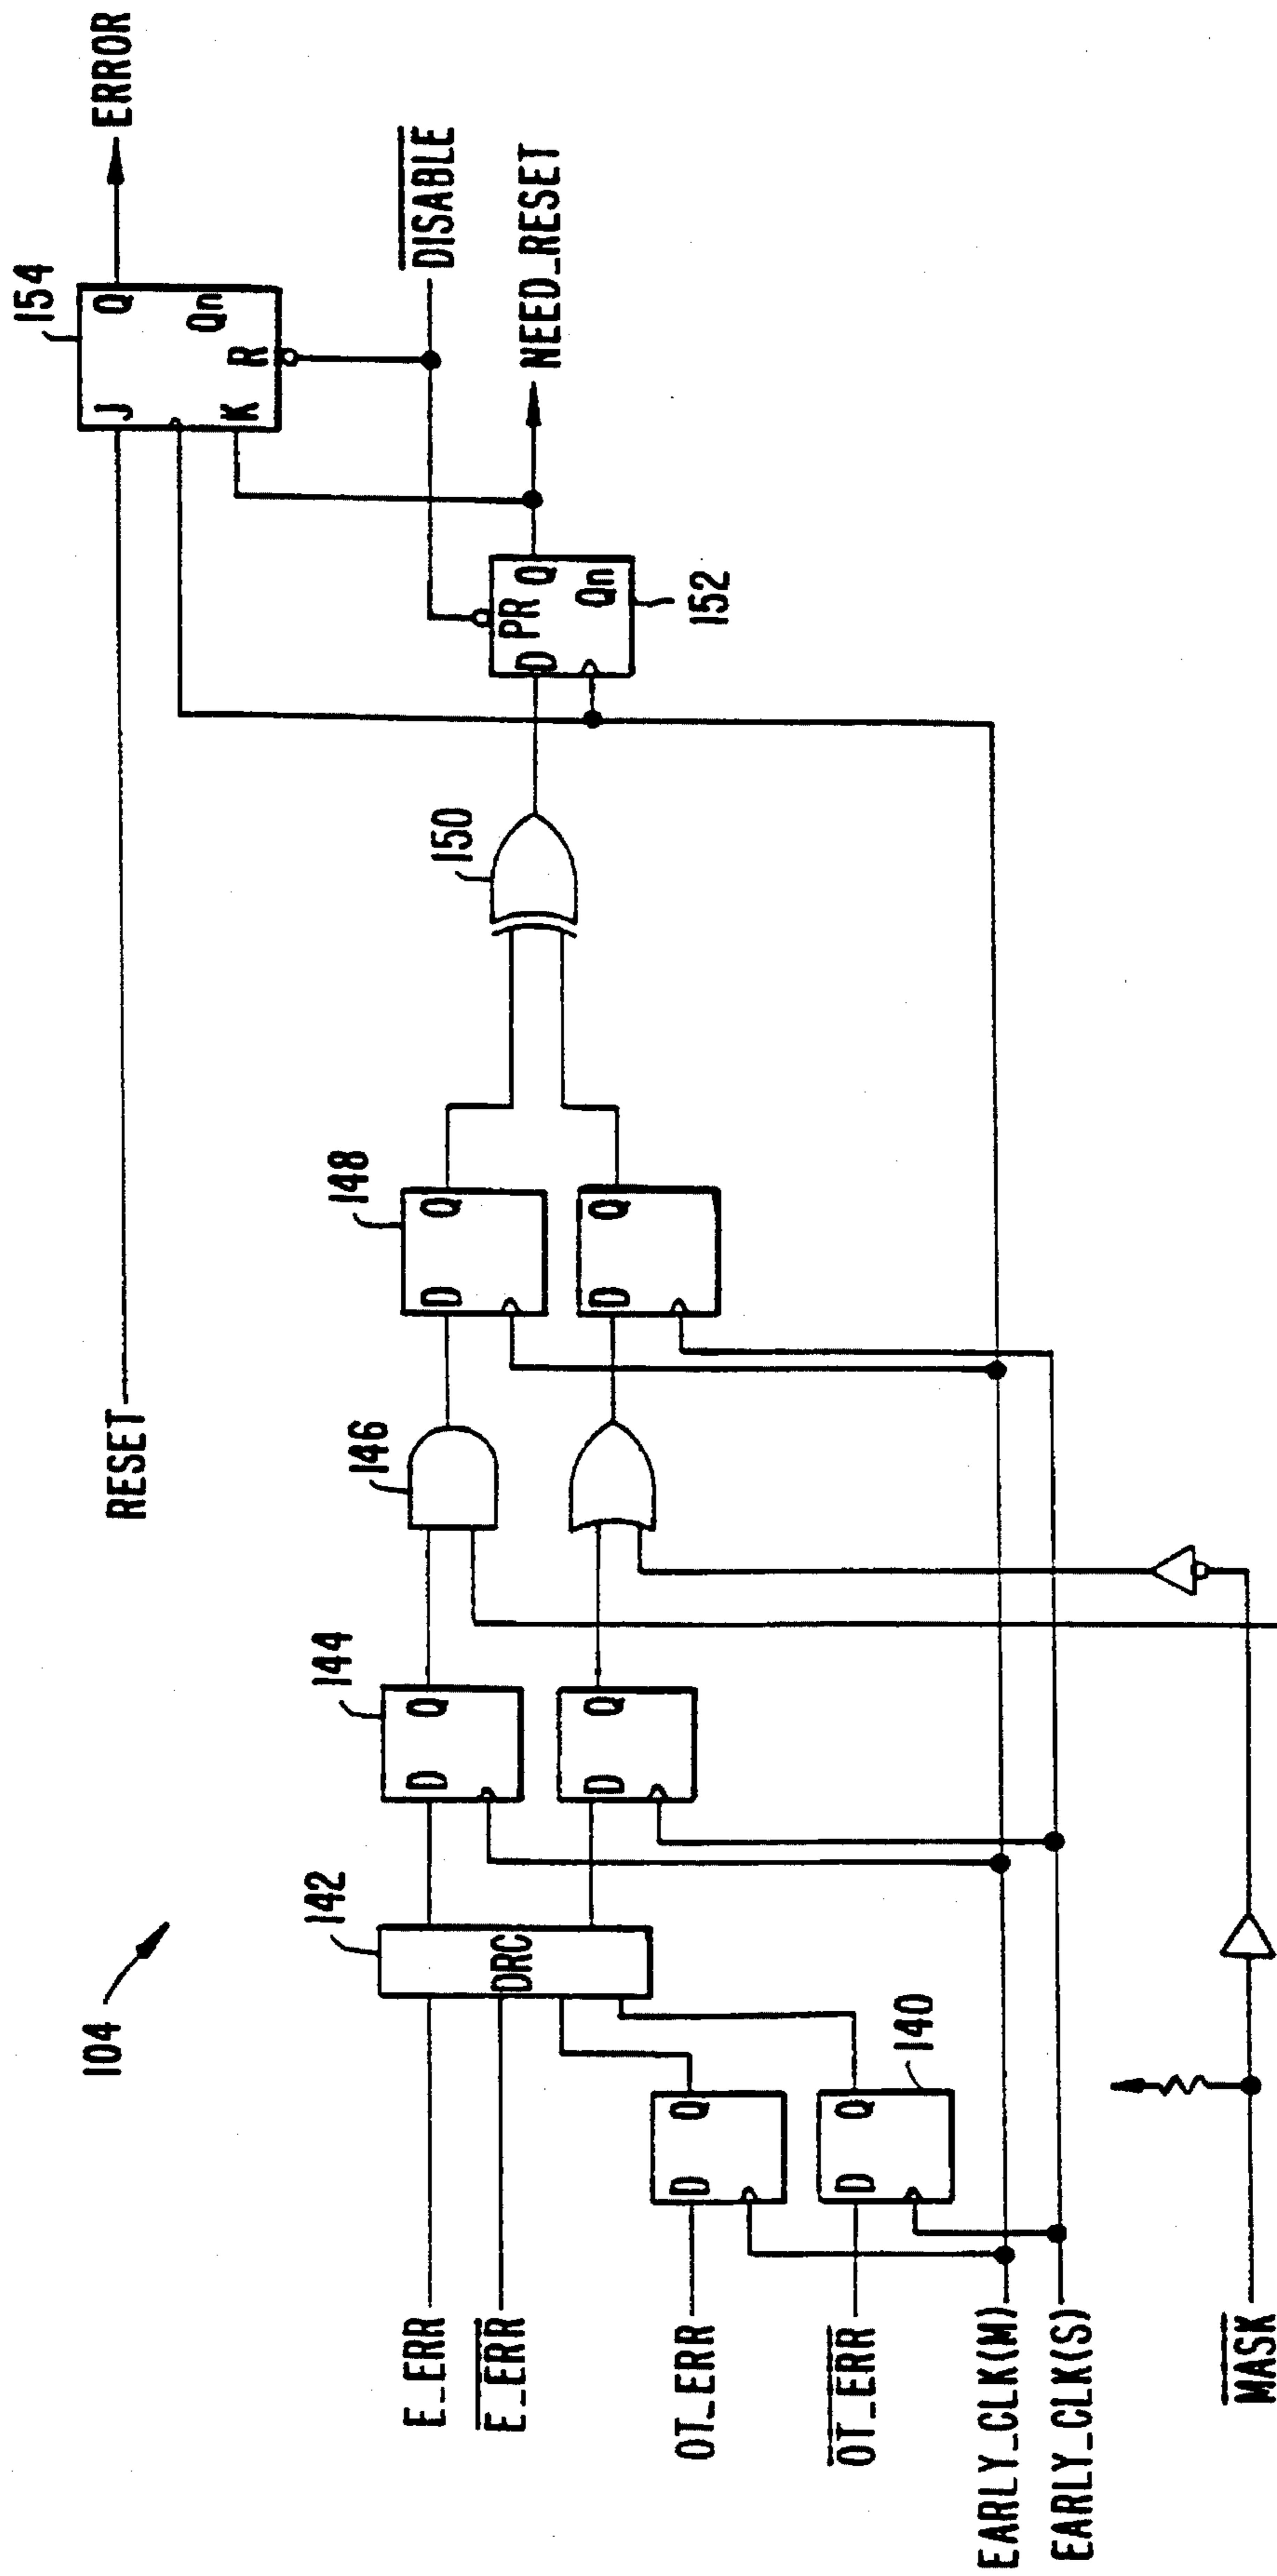 154
104
RESET
J
Q
ERROR
Qn
K
R
142
144
146
148
DISABLE
E_ERR
D
Q
D
Q
150
E_ERR
DRC
PR
D
Q
NEED_RESET
Qn
D
Q
D
Q
152
OT_ERR
D
Q
OT_ERR
D
Q
140
EARLY_CLK(M)
EARLY_CLK(S)
MASK